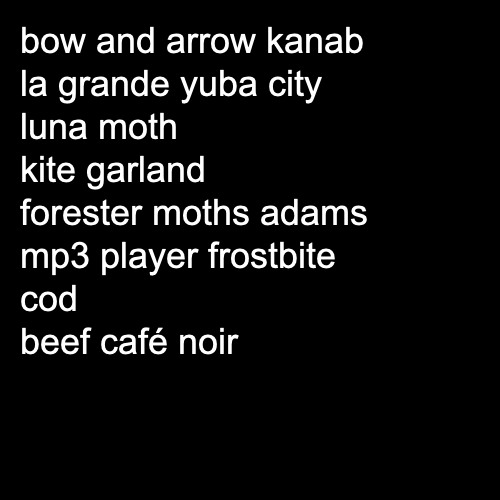 bow and arrow kanab
la grande yuba city
luna moth
kite garland
forester moths adams
mp3 player frostbite
cod
beef café noir